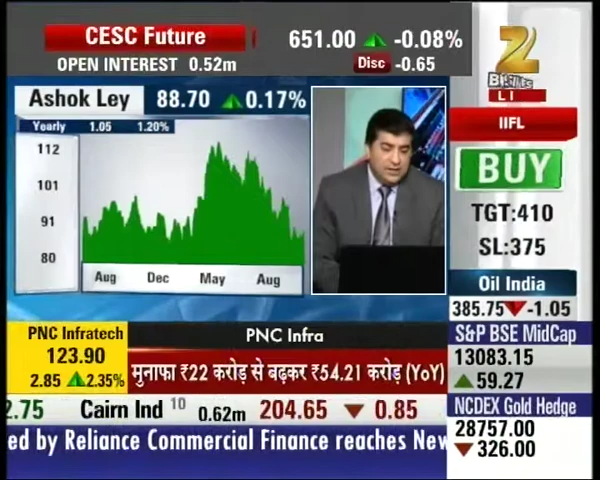 CESC Future
651.00 -0.08%
OPEN INTEREST 0.52m
Disc -0.65
Ashok Ley 88.70 0.17%
Yearly 1.05 1.20%
112
101
91
80
Aug Dec May Aug
LI
IIFL
BUY
TGT:410
SL:375
Oil India
385.75 -1.05
PNC Infratech
123.90
2.85 2.35%
PNC Infra
मुनाफा ₹22 करोड़ से बढ़कर ₹54.21 करोड़ (YoY)
S&P BSE MidCap
13083.15
59.27
2.75 Cairn Ind 10 0.62m 204.65 0.85
NCDEX Gold Hedge
28757.00
326.00
ed by Reliance Commercial Finance reaches New